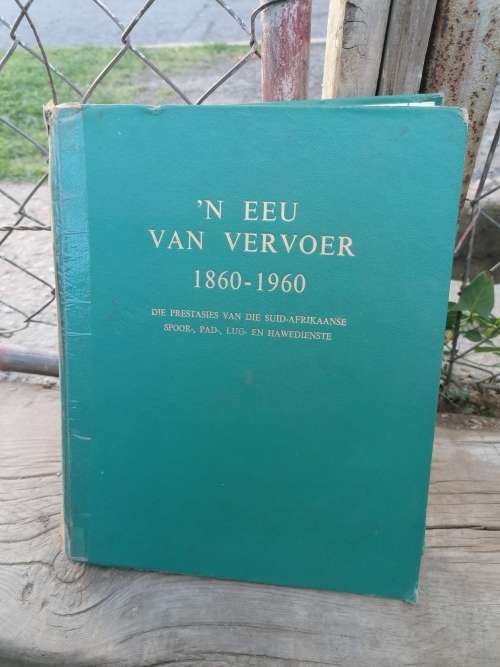 'N EEU
VAN VERVOER
1860-1960
DIE PRESTASIES VAN DIE SUID-AFRIKAANSE
SPOOR-, PAD-, LUG- EN HAWEDIENSTE